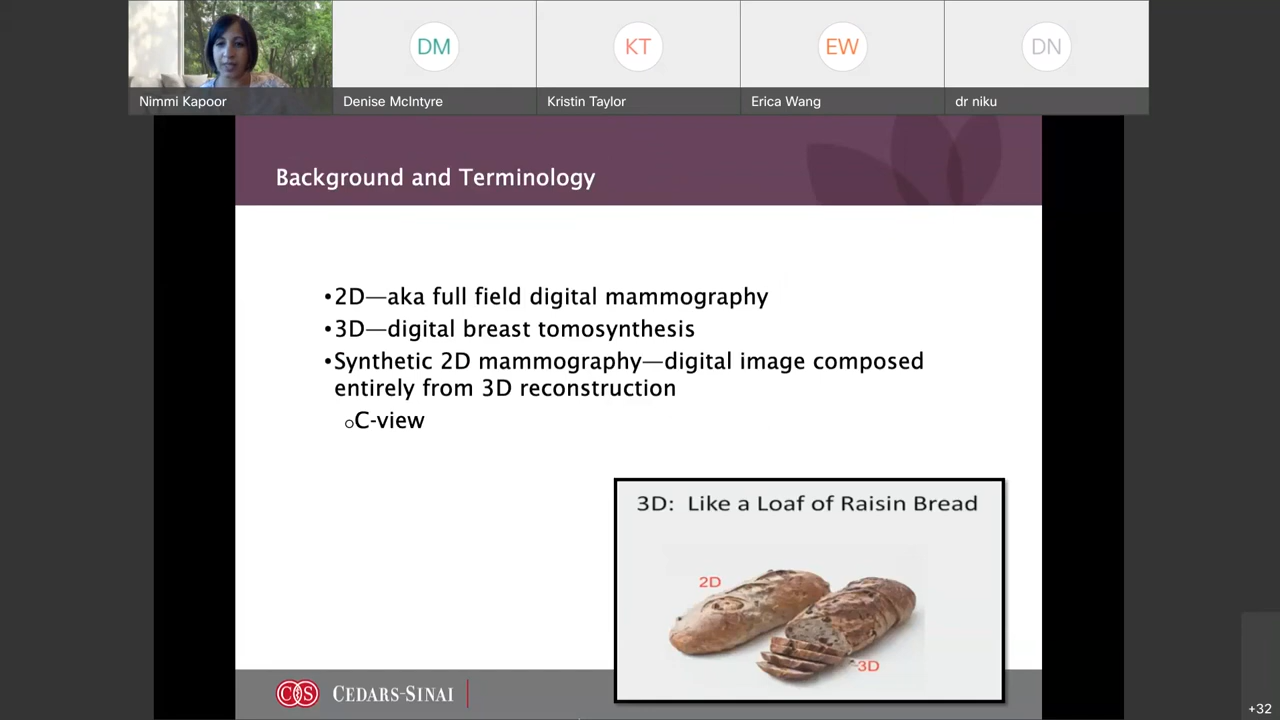 DM
KT
EW
DN
Nimmi Kapoor
Denise McIntyre
Kristin Taylor
Erica Wang
dr niku
Background and Terminology
•2D—aka full field digital mammography
•3D—digital breast tomosynthesis
•Synthetic 2D mammography—digital image composed
entirely from 3D reconstruction
oC-view
3D: Like a Loaf of Raisin Bread
2D
3D
CS CEDARS-SINAI
+32